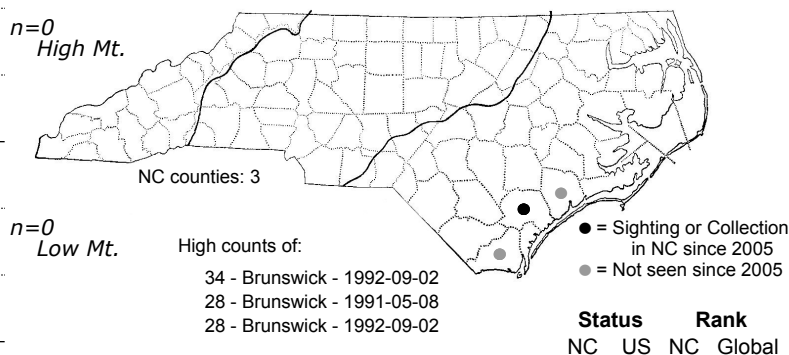 n=0
High Mt.
NC counties: 3
n=0
Low Mt.
High counts of:
34 - Brunswick - 1992-09-02
28 - Brunswick - 1991-05-08
28 - Brunswick - 1992-09-02
= Sighting or Collection
in NC since 2005
= Not seen since 2005
Status Rank
NC US NC Global